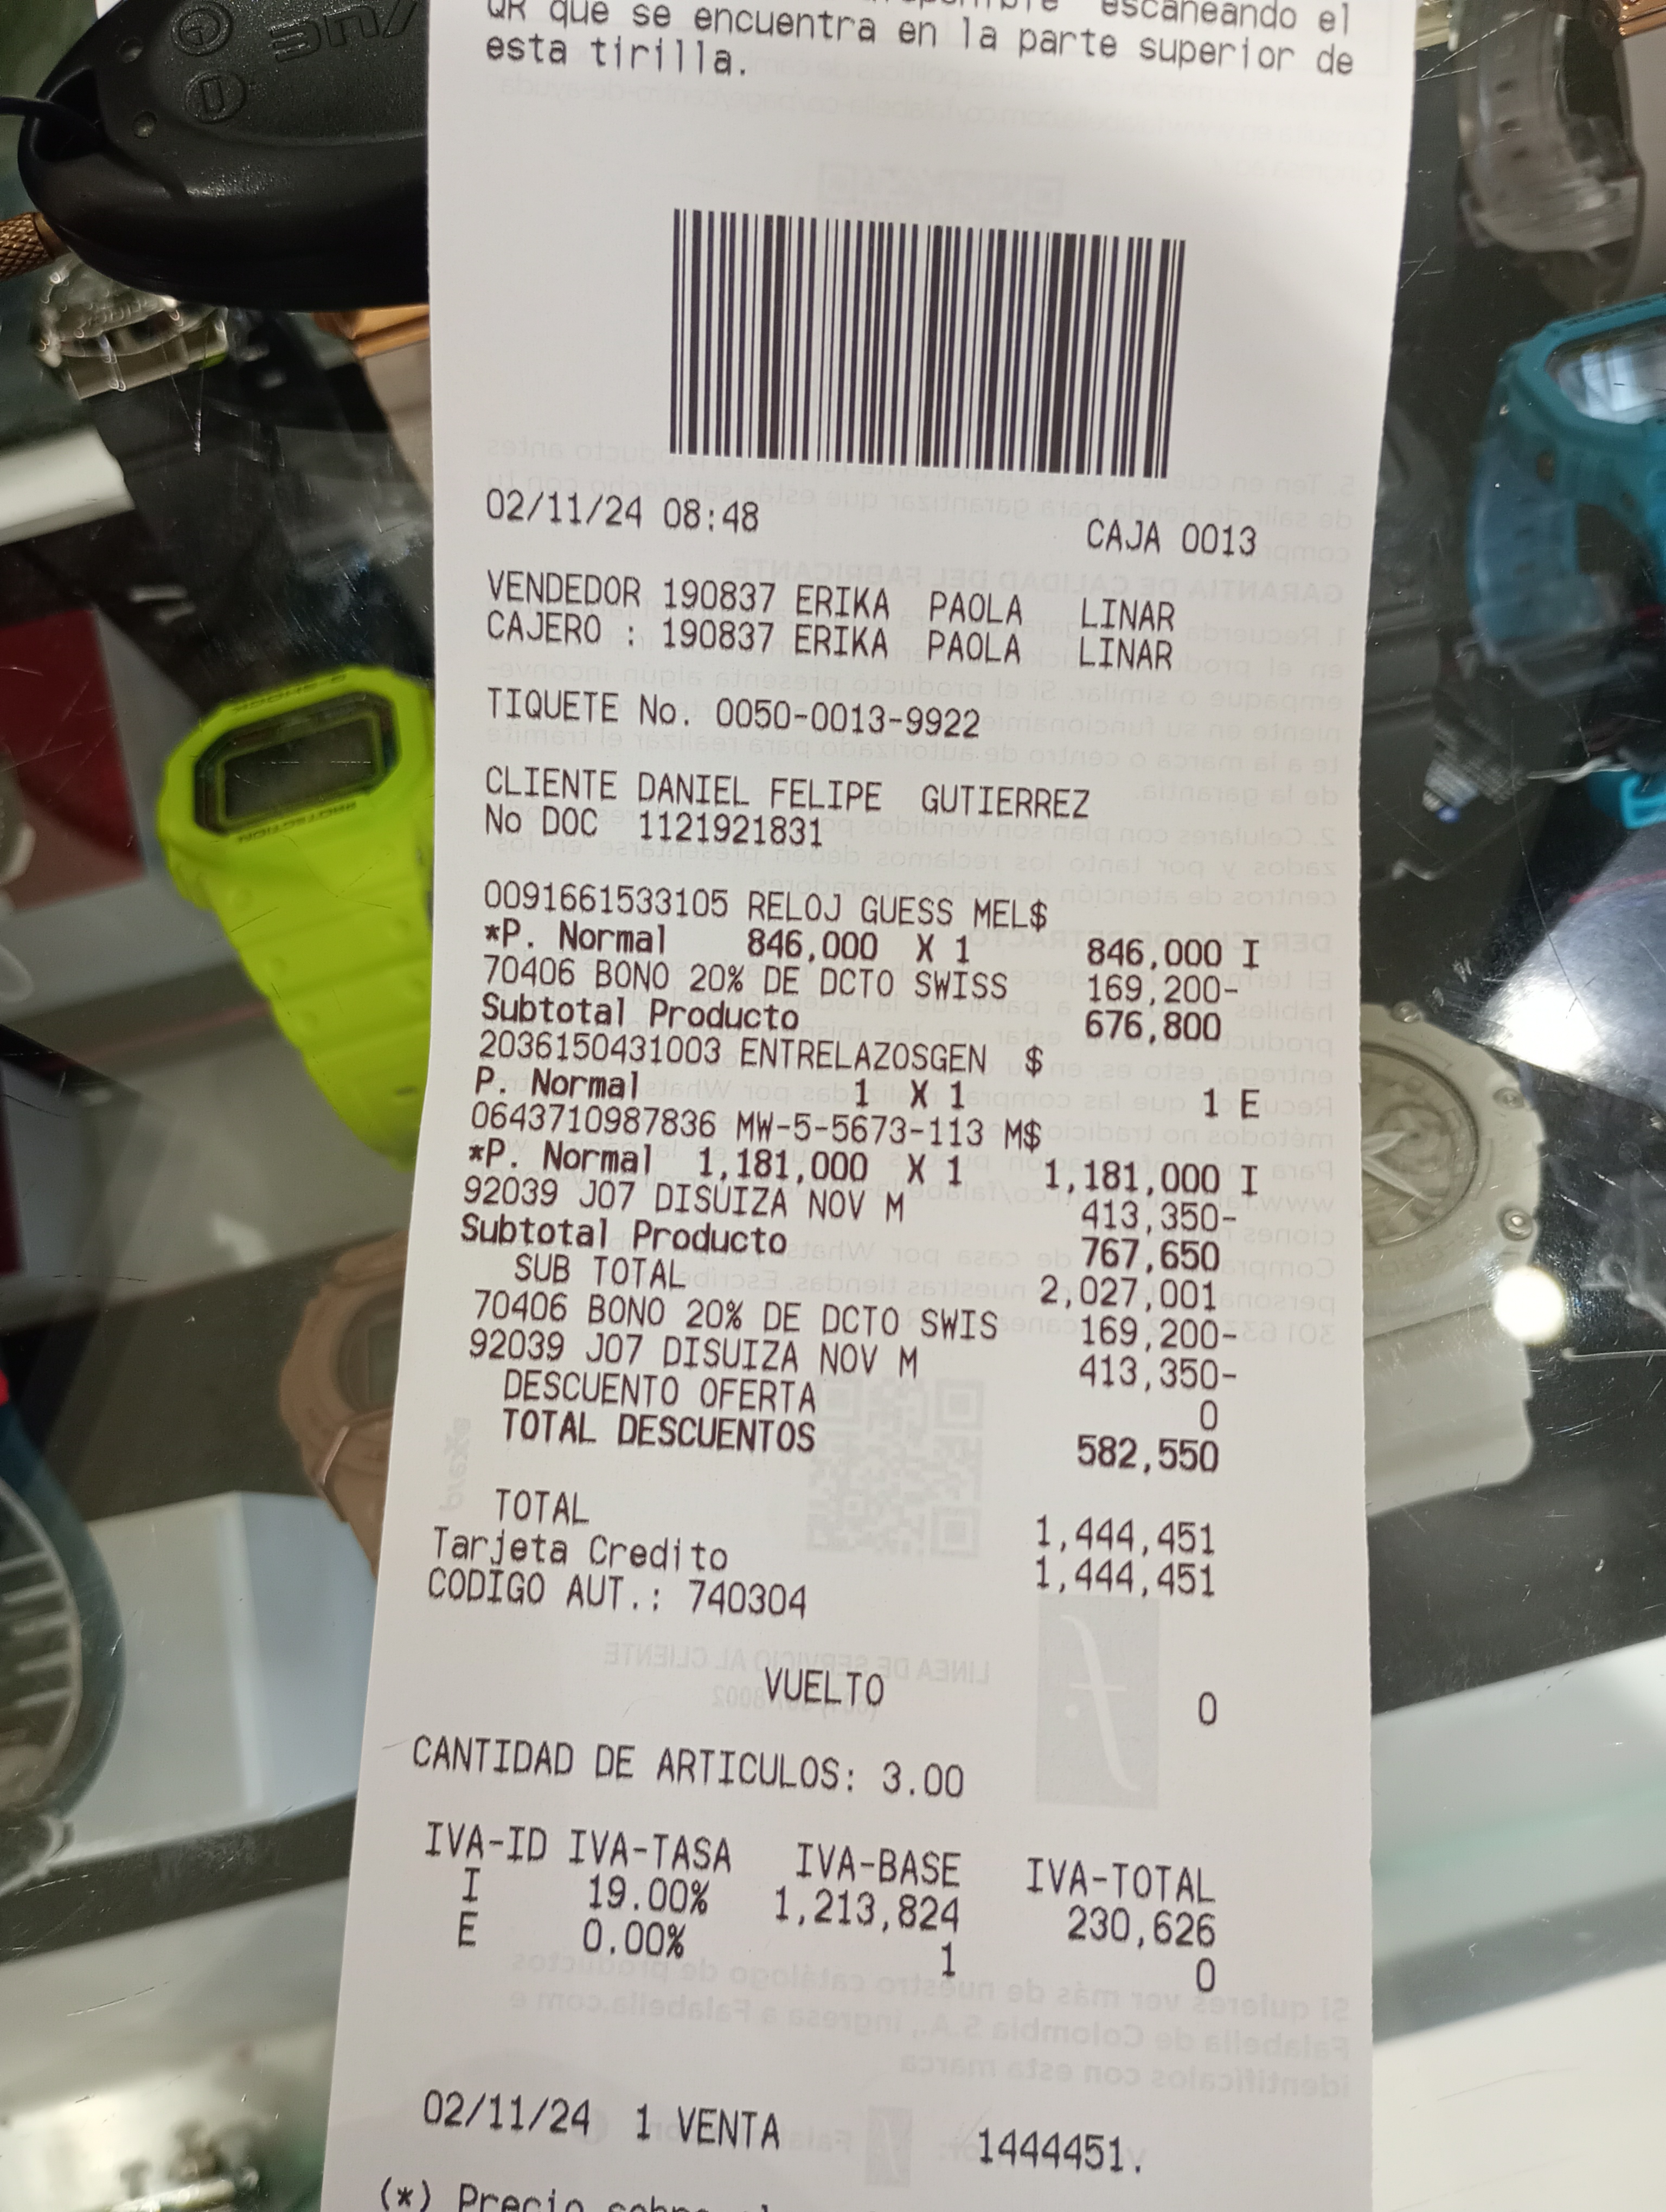 escaneando el
QR que se encuentra en la parte superior de
esta tirilla.
02/11/24 08:48 CAJA 0013
VENDEDOR 190837 ERIKA PAOLA LINAR
CAJERO : 190837 ERIKA PAOLA LINAR
TIQUETE No. 0050-0013-9922
CLIENTE DANIEL FELIPE GUTIERREZ
No DOC 1121921831
0091661533105 RELOJ GUESS MEL$
*P. Normal 846,000 X 1 846,000 I
70406 BONO 20% DE DCTO SWISS 169,200-
Subtotal Producto 676,800
2036150431003 ENTRELAZOSGEN $
P. Normal 1 X 1 1 E
0643710987836 MW-5-5673-113 M$
*P. Normal 1,181,000 X 1 1,181,000 I
92039 J07 DISUIZA NOV M 413,350-
Subtotal Producto 767,650
SUB TOTAL 2,027,001
70406 BONO 20% DE DCTO SWIS 169,200-
92039 J07 DISUIZA NOV M 413,350-
DESCUENTO OFERTA 0
TOTAL DESCUENTOS 582,550
TOTAL 1,444,451
Tarjeta Credito 1,444,451
CODIGO AUT.: 740304
VUELTO 0
CANTIDAD DE ARTICULOS: 3.00
IVA-ID IVA-TASA IVA-BASE IVA-TOTAL
I 19.00% 1,213,824 230,626
E 0.00% 1 0
02/11/24 1 VENTA 1444451.
(*) Precio